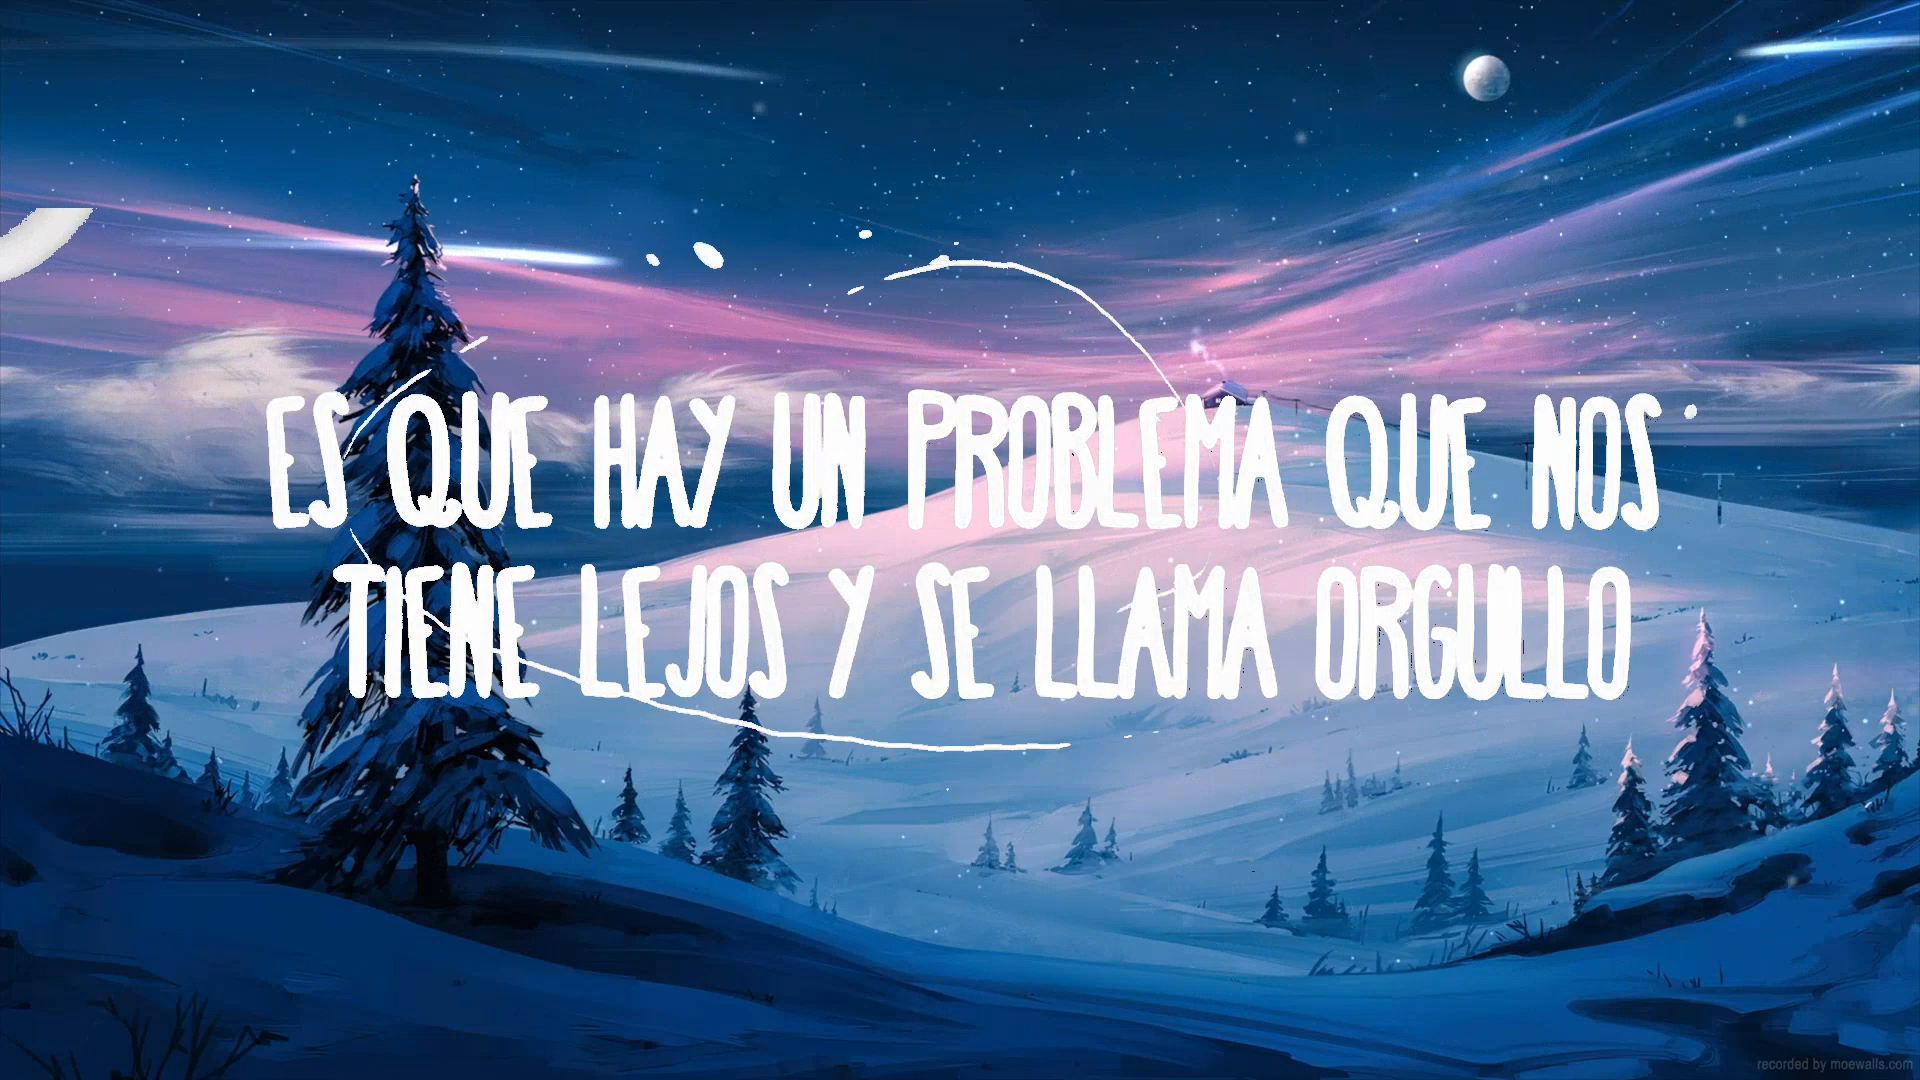 ES QUE HAY UN PROBLEMA QUE NOS
TIENE LEJOS Y SE LLAMA ORGULLO
recorded by moewalls.com